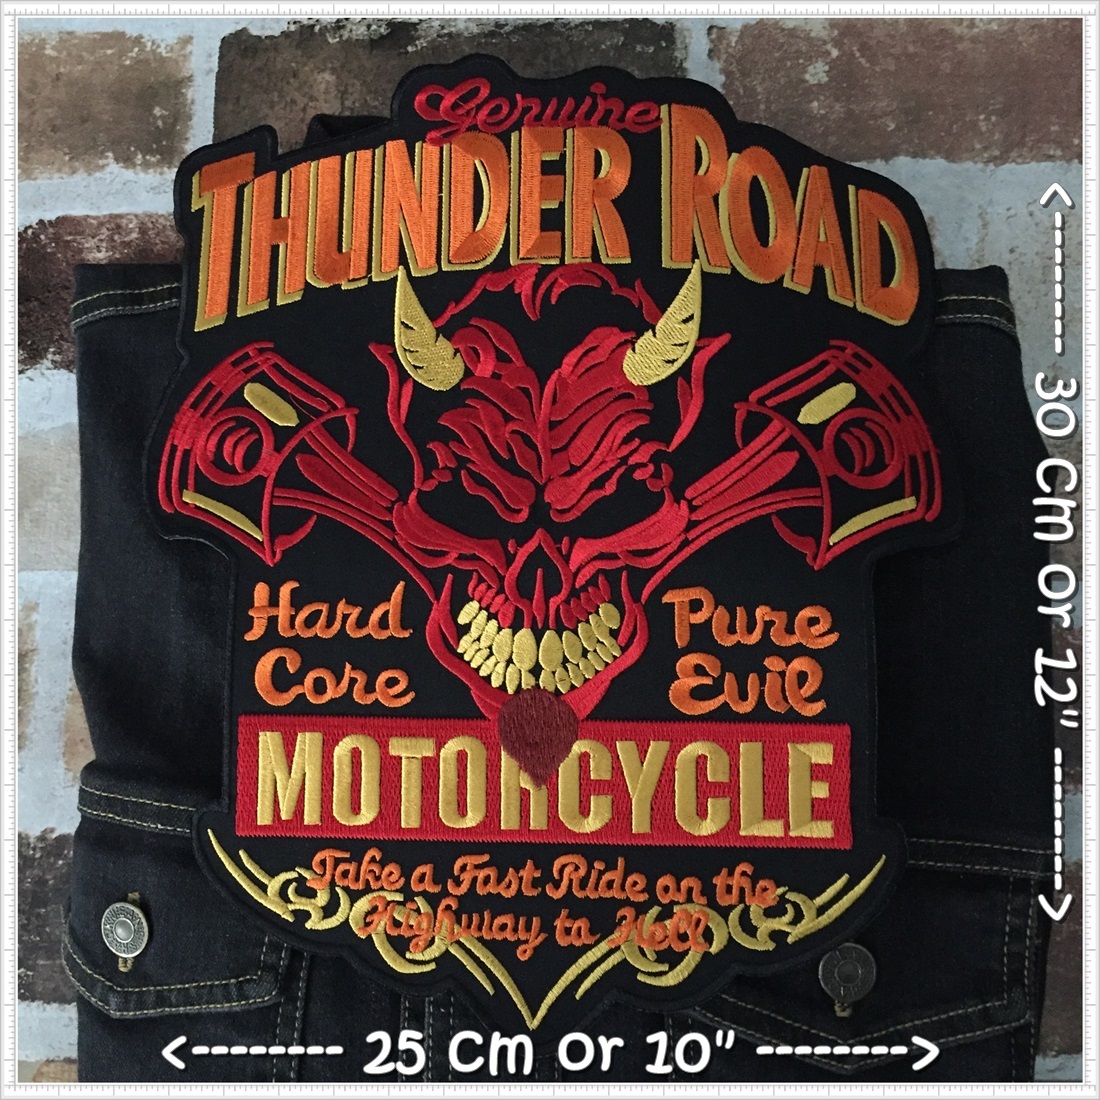 Genuine
THUNDER ROAD
Hard
Core
Pure
Evil
MOTORCYCLE
Take a Fast Ride on the
Highway to Hell
<-------- 30 Cm or 12" -------->
<-------- 25 Cm or 10" -------->